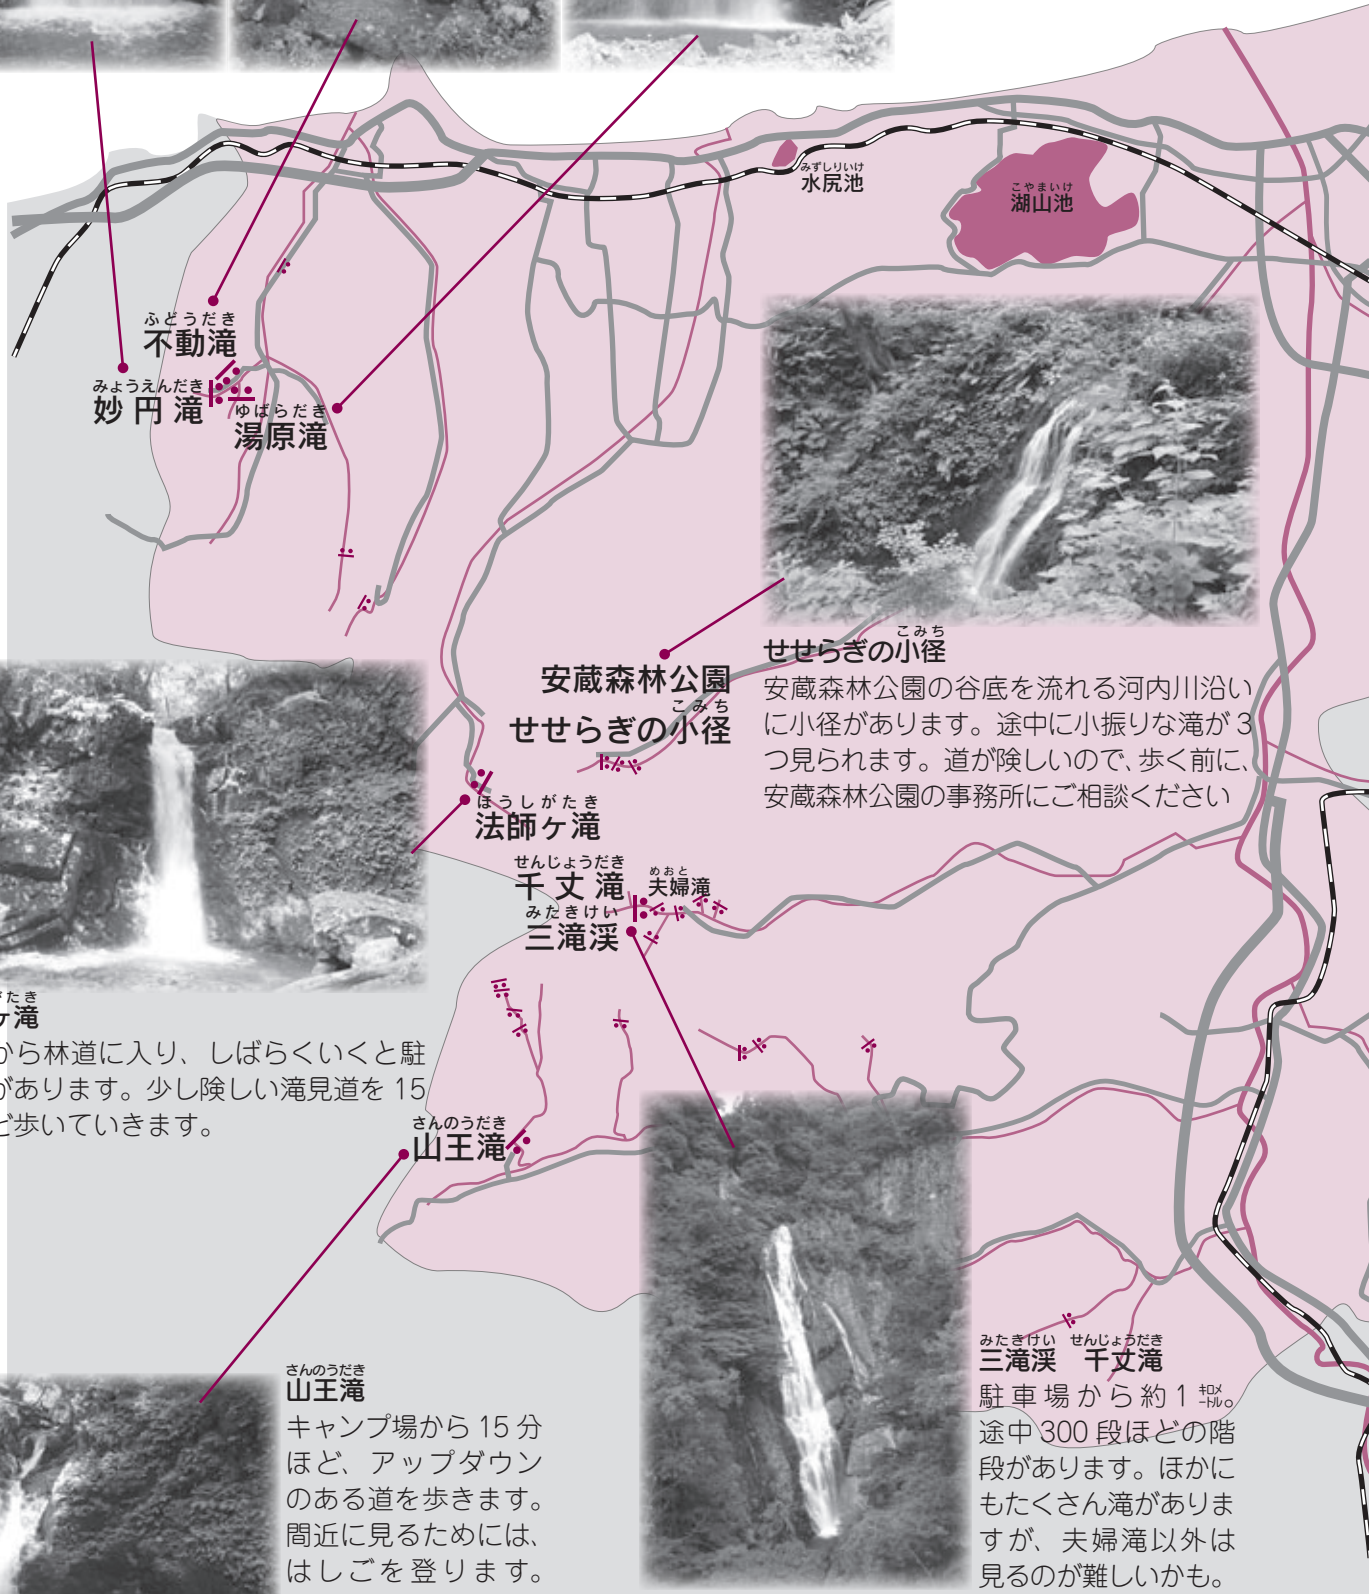 みずしりいけ
水尻池
こやまいけ
湖山池
ふどうだき
不動滝
みょうえんだき
妙円滝
ゆばらだき
湯原滝
安蔵森林公園
こみち
せせらぎの小径
こみち
せせらぎの小径
安蔵森林公園の谷底を流れる河内川沿い
に小径があります。途中に小振りな滝が3
つ見られます。道が険しいので、歩く前に、
安蔵森林公園の事務所にご相談ください
ほうしがたき
法師ヶ滝
せんじょうだき
千丈滝
めおと
夫婦滝
みたきけい
三滝渓
がたき
ヶ滝
から林道に入り、しばらくいくと駐
があります。少し険しい滝見道を15
ど歩いていきます。
さんのうだき
山王滝
さんのうだき
山王滝
キャンプ場から15分
ほど、アップダウン
のある道を歩きます。
間近に見るためには、
はしごを登ります。
みたきけい せんじょうだき
三滝渓 千丈滝
駐車場から約1㌔㍍。
途中300段ほどの階
段があります。ほかに
もたくさん滝がありま
すが、夫婦滝以外は
見るのが難しいかも。